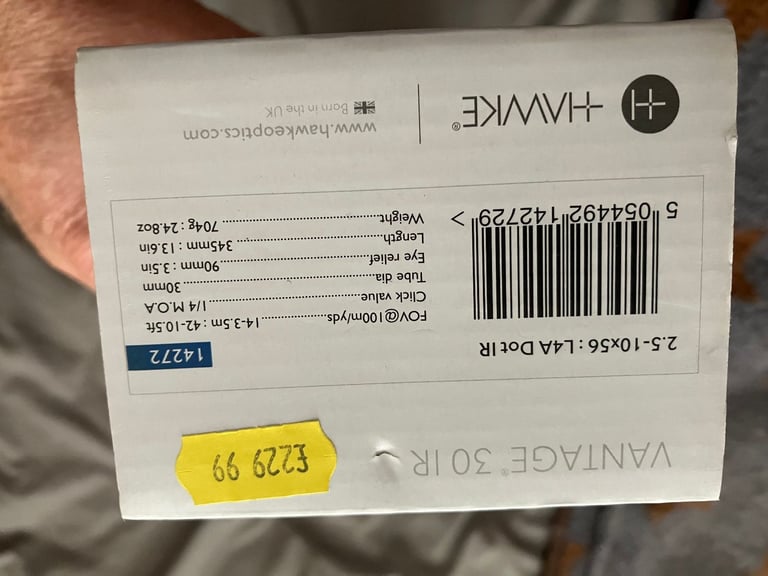 VANTAGE® 30 IR
£229 99
2.5-10x56 : L4A Dot IR
14272
FOV@100m/yds................14-3.5m : 42-10.5ft
Click value................1/4 M.O.A
Tube dia................30mm
Eye relief................90mm : 3.5in
Length................345mm : 13.6in
Weight................704g : 24.8oz
5 054492 142729 >
H HAWKE®
www.hawkeoptics.com
Born in the UK